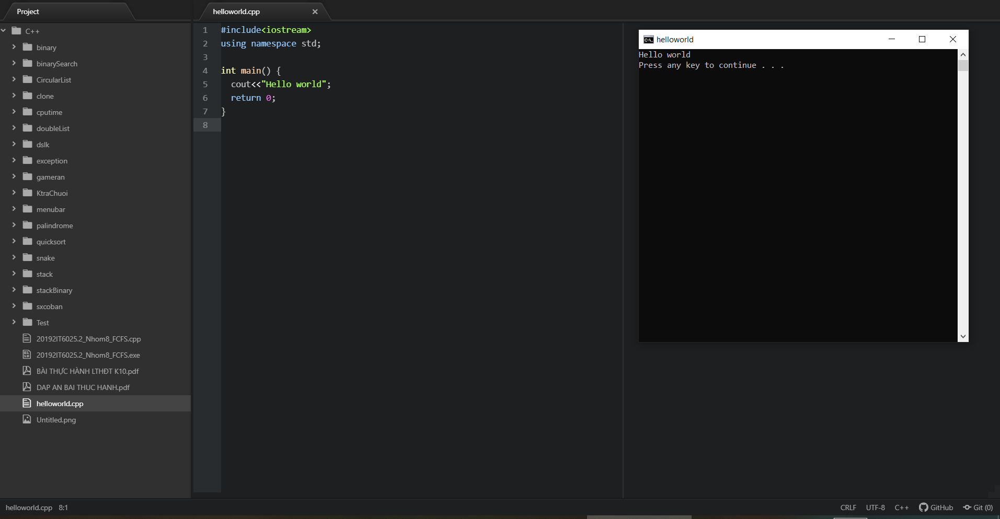 Project
C++
binary
binarySearch
CircularList
clone
cputime
doubleList
dslk
exception
gameran
KtraChuoi
menubar
palindrome
quicksort
snake
stack
stackBinary
sxcoban
Test
20192IT6025.2_Nhom8_FCFS.cpp
20192IT6025.2_Nhom8_FCFS.exe
BÀI THỰC HÀNH LTHĐT K10.pdf
DAP AN BAI THUC HANH.pdf
helloworld.cpp
Untitled.png
helloworld.cpp
1 #include<iostream>
2 using namespace std;
3
4 int main() {
5 cout<<"Hello world";
6 return 0;
7 }
8
helloworld
Hello world
Press any key to continue . . .
helloworld.cpp 8:1
CRLF UTF-8 C++ GitHub Git (0)